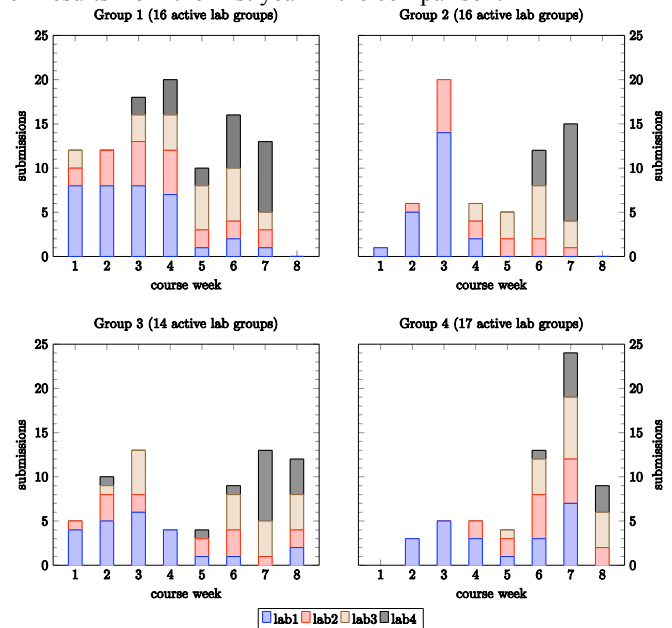 Group 1 (16 active lab groups)
25
20
15
10
5
0
submissions
1 2 3 4 5 6 7 8
course week
Group 2 (16 active lab groups)
25
20
15
10
5
0
submissions
1 2 3 4 5 6 7 8
course week
Group 3 (14 active lab groups)
25
20
15
10
5
0
submissions
1 2 3 4 5 6 7 8
course week
Group 4 (17 active lab groups)
25
20
15
10
5
0
submissions
1 2 3 4 5 6 7 8
course week
lab1 lab2 lab3 lab4